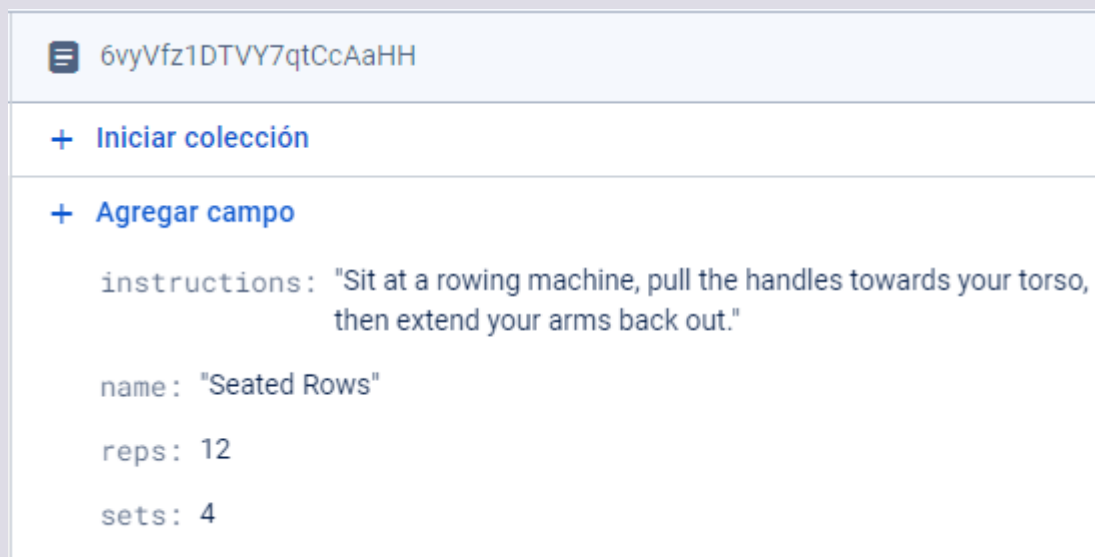 6vyVfz1DTVY7qtCcAaHH
+ Iniciar colección
+ Agregar campo
instructions: "Sit at a rowing machine, pull the handles towards your torso,
then extend your arms back out."
name: "Seated Rows"
reps: 12
sets: 4